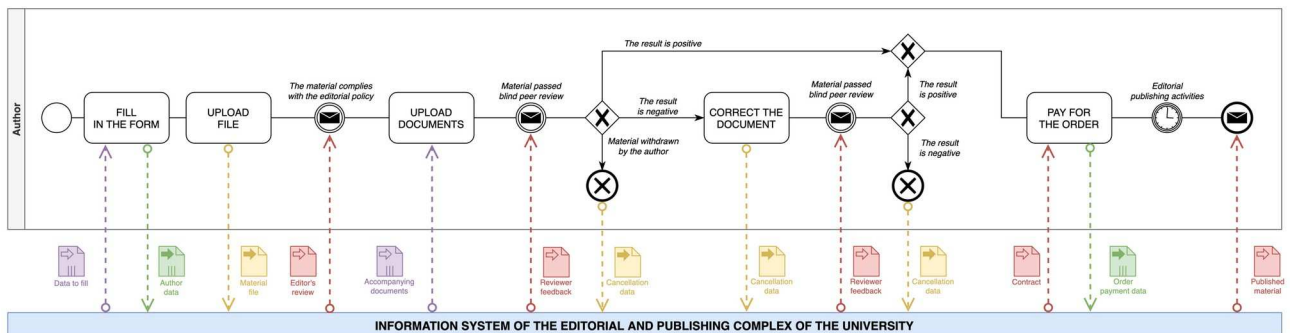 Author
FILL
IN THE FORM
UPLOAD
FILE
The material complies
with the editorial policy
UPLOAD
DOCUMENTS
Material passed
blind peer review
The result is positive
The result
is negative
Material withdrawn
by the author
CORRECT THE
DOCUMENT
Material passed
blind peer review
The result
is positive
The result
is negative
PAY FOR
THE ORDER
Editorial
publishing activities
Data to fill
Author
data
Material
file
Editor's
review
Accompanying
documents
Reviewer
feedback
Cancellation
data
Cancellation
data
Reviewer
feedback
Cancellation
data
Contract
Order
payment data
Published
material
INFORMATION SYSTEM OF THE EDITORIAL AND PUBLISHING COMPLEX OF THE UNIVERSITY